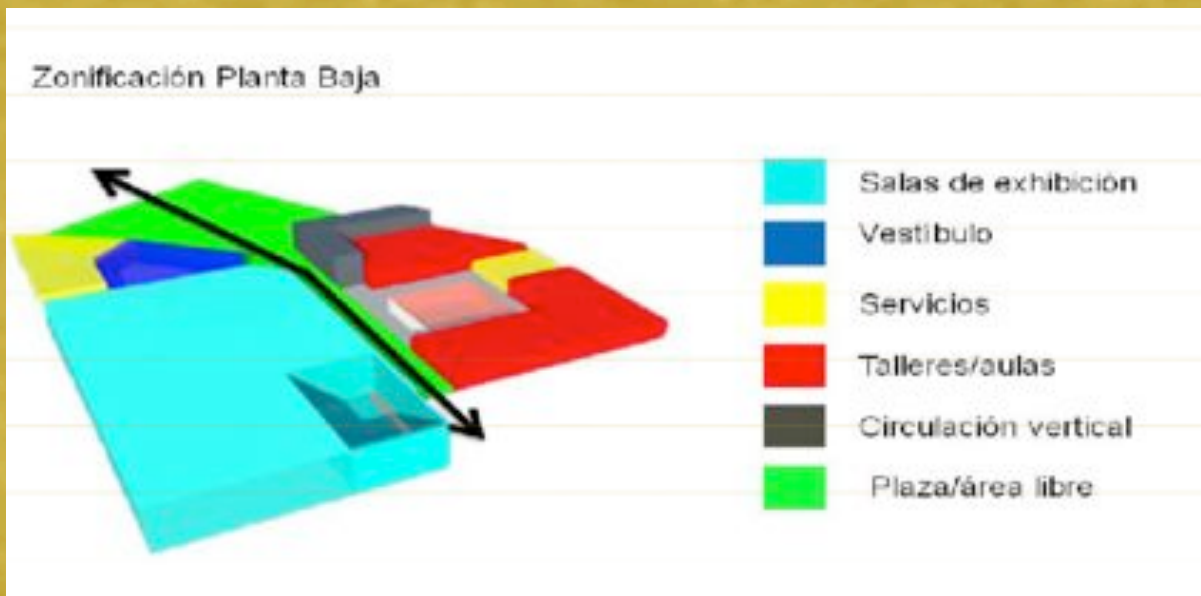 Zonificación Planta Baja
Salas de exhibición
Vestíbulo
Servicios
Talleres/aulas
Circulación vertical
Plaza/área libre